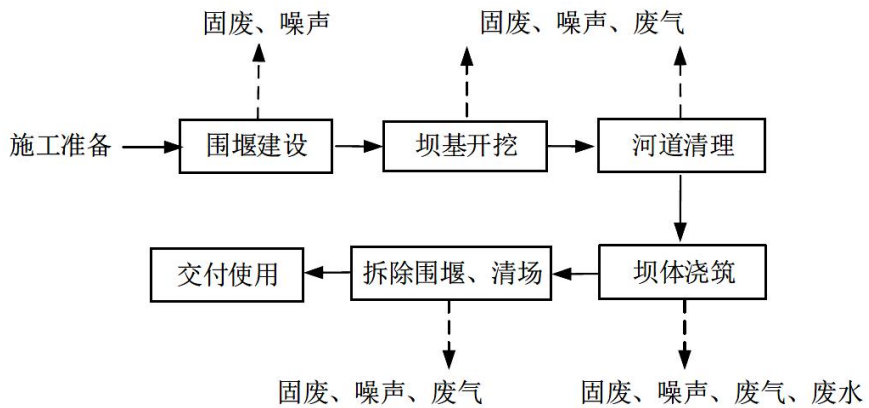 固废、噪声
固废、噪声、废气
施工准备
围堰建设
坝基开挖
河道清理
交付使用
拆除围堰、清场
坝体浇筑
固废、噪声、废气
固废、噪声、废气、废水